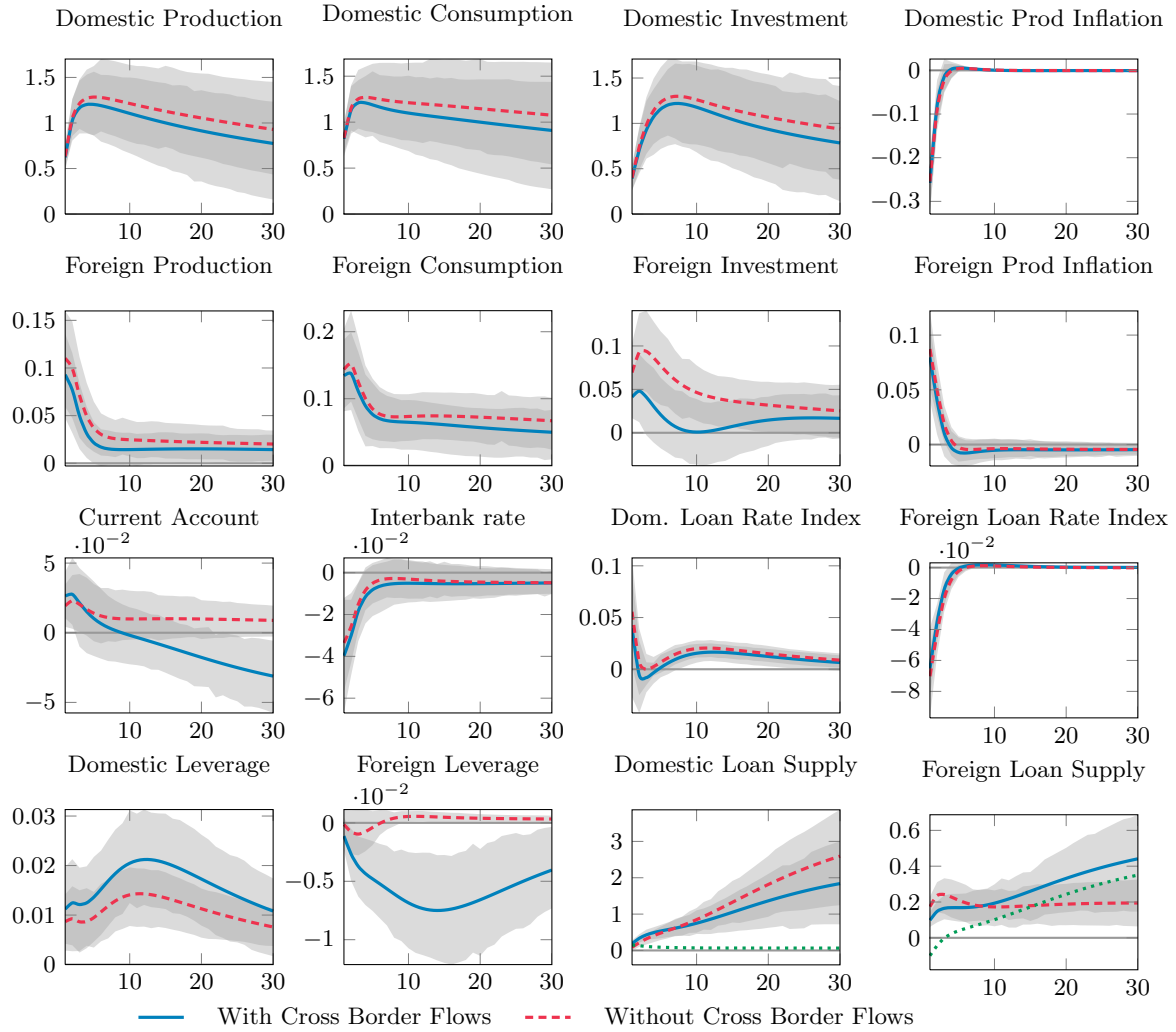 Domestic Production
Domestic Consumption
Domestic Investment
Domestic Prod Inflation
0
0.5
1
1.5
10 20 30
0
0.5
1
1.5
10 20 30
0
0.5
1
1.5
10 20 30
0
−0.1
−0.2
−0.3
10 20 30
Foreign Production
Foreign Consumption
Foreign Investment
Foreign Prod Inflation
0.15
0.1
0.05
0
10 20 30
0.2
0.1
0
10 20 30
0.1
0.05
0
10 20 30
0.1
0.05
0
10 20 30
Current Account
Interbank rate
Dom. Loan Rate Index
Foreign Loan Rate Index
·10−2
5
0
−5
10 20 30
·10−2
0
−2
−4
−6
10 20 30
0.1
0.05
0
10 20 30
·10−2
0
−2
−4
−6
−8
10 20 30
Domestic Leverage
Foreign Leverage
Domestic Loan Supply
Foreign Loan Supply
0.03
0.02
0.01
0
10 20 30
·10−2
0
−0.5
−1
10 20 30
3
2
1
0
10 20 30
0.6
0.4
0.2
0
10 20 30
With Cross Border Flows
Without Cross Border Flows